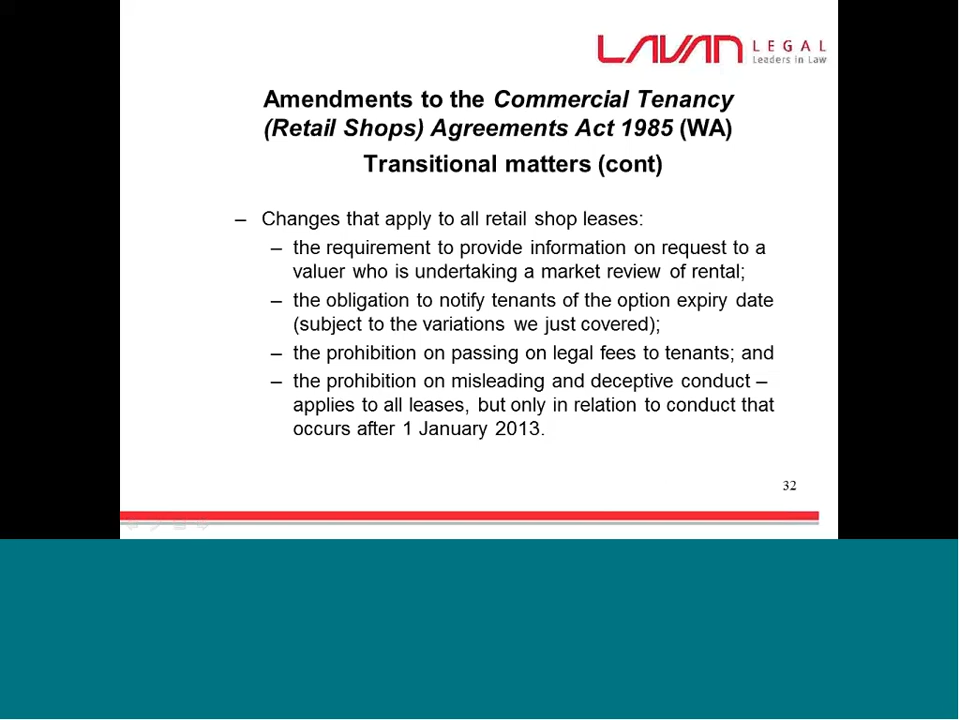 LAVAN LEGAL
Leaders in Law
Amendments to the Commercial Tenancy
(Retail Shops) Agreements Act 1985 (WA)
Transitional matters (cont)
– Changes that apply to all retail shop leases:
– the requirement to provide information on request to a
valuer who is undertaking a market review of rental;
– the obligation to notify tenants of the option expiry date
(subject to the variations we just covered);
– the prohibition on passing on legal fees to tenants; and
– the prohibition on misleading and deceptive conduct –
applies to all leases, but only in relation to conduct that
occurs after 1 January 2013.
32